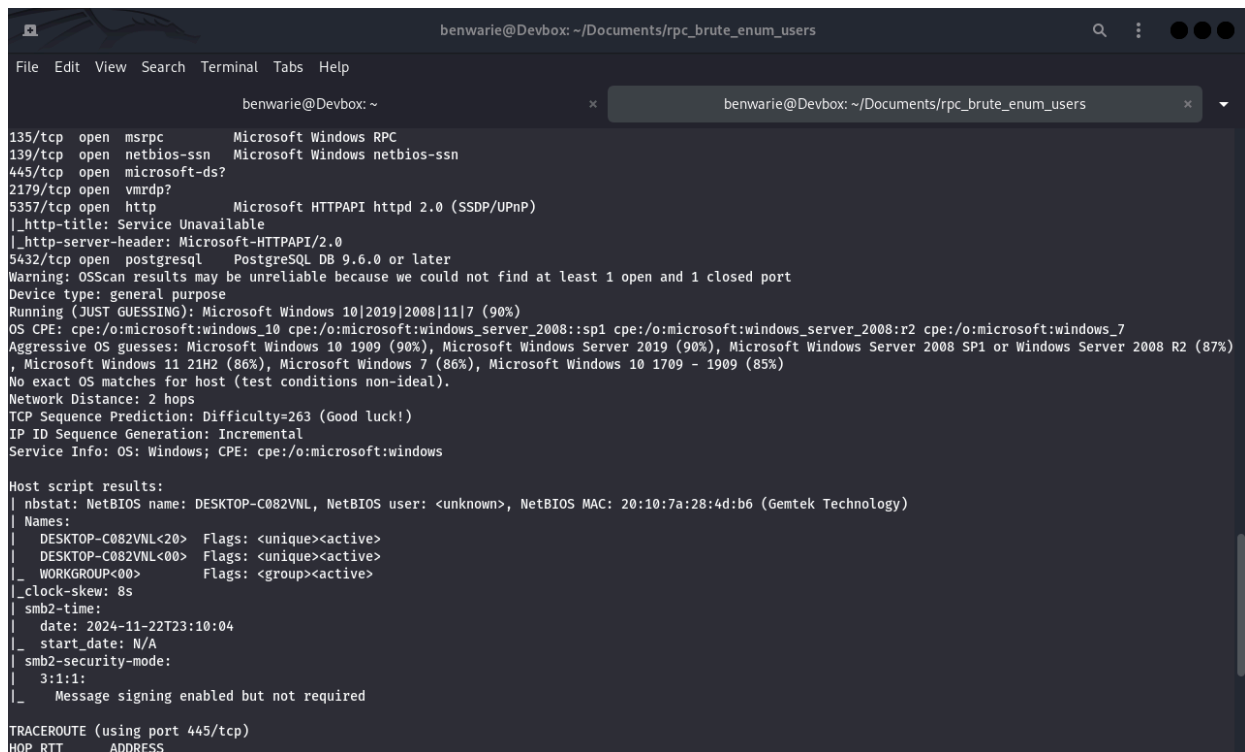 benwarie@Devbox: ~/Documents/rpc_brute_enum_users
File Edit View Search Terminal Tabs Help
benwarie@Devbox: ~ × benwarie@Devbox: ~/Documents/rpc_brute_enum_users ×
135/tcp  open  msrpc         Microsoft Windows RPC
139/tcp  open  netbios-ssn   Microsoft Windows netbios-ssn
445/tcp  open  microsoft-ds?
2179/tcp open  vmrdp?
5357/tcp open  http          Microsoft HTTPAPI httpd 2.0 (SSDP/UPnP)
|_http-title: Service Unavailable
|_http-server-header: Microsoft-HTTPAPI/2.0
5432/tcp open  postgresql    PostgreSQL DB 9.6.0 or later
Warning: OSScan results may be unreliable because we could not find at least 1 open and 1 closed port
Device type: general purpose
Running (JUST GUESSING): Microsoft Windows 10|2019|2008|11|7 (90%)
OS CPE: cpe:/o:microsoft:windows_10 cpe:/o:microsoft:windows_server_2008::sp1 cpe:/o:microsoft:windows_server_2008:r2 cpe:/o:microsoft:windows_7
Aggressive OS guesses: Microsoft Windows 10 1909 (90%), Microsoft Windows Server 2019 (90%), Microsoft Windows Server 2008 SP1 or Windows Server 2008 R2 (87%)
, Microsoft Windows 11 21H2 (86%), Microsoft Windows 7 (86%), Microsoft Windows 10 1709 - 1909 (85%)
No exact OS matches for host (test conditions non-ideal).
Network Distance: 2 hops
TCP Sequence Prediction: Difficulty=263 (Good luck!)
IP ID Sequence Generation: Incremental
Service Info: OS: Windows; CPE: cpe:/o:microsoft:windows
Host script results:
| nbstat: NetBIOS name: DESKTOP-C082VNL, NetBIOS user: <unknown>, NetBIOS MAC: 20:10:7a:28:4d:b6 (Gemtek Technology)
| Names:
|   DESKTOP-C082VNL<20>  Flags: <unique><active>
|   DESKTOP-C082VNL<00>  Flags: <unique><active>
|_  WORKGROUP<00>        Flags: <group><active>
|_clock-skew: 8s
| smb2-time:
|   date: 2024-11-22T23:10:04
|_  start_date: N/A
| smb2-security-mode:
|   3:1:1:
|_    Message signing enabled but not required
TRACEROUTE (using port 445/tcp)
HOP RTT      ADDRESS